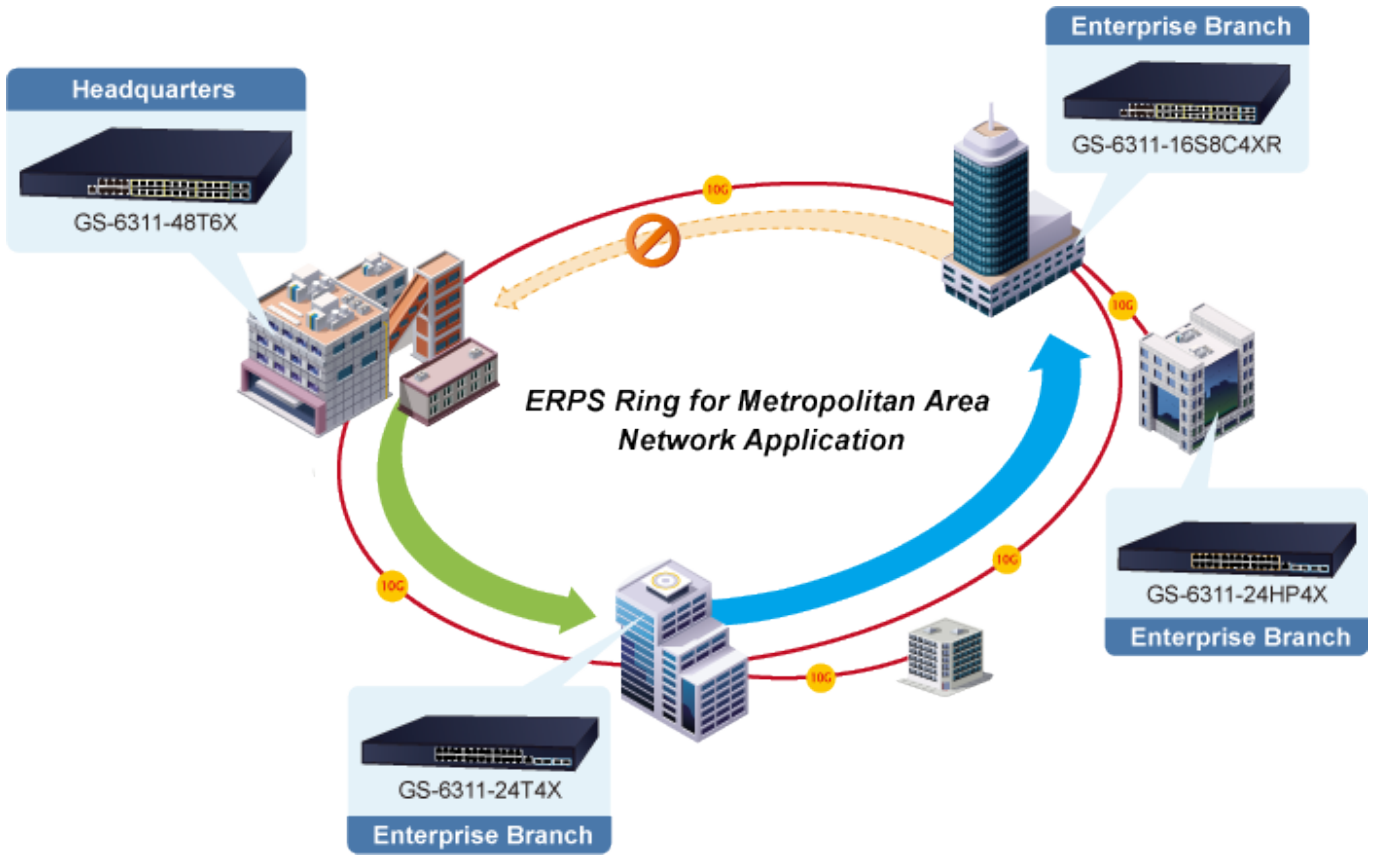 Enterprise Branch
GS-6311-16S8C4XR
Headquarters
GS-6311-48T6X
10G
10G
10G
ERPS Ring for Metropolitan Area
Network Application
10G
10G
10G
GS-6311-24HP4X
Enterprise Branch
GS-6311-24T4X
Enterprise Branch